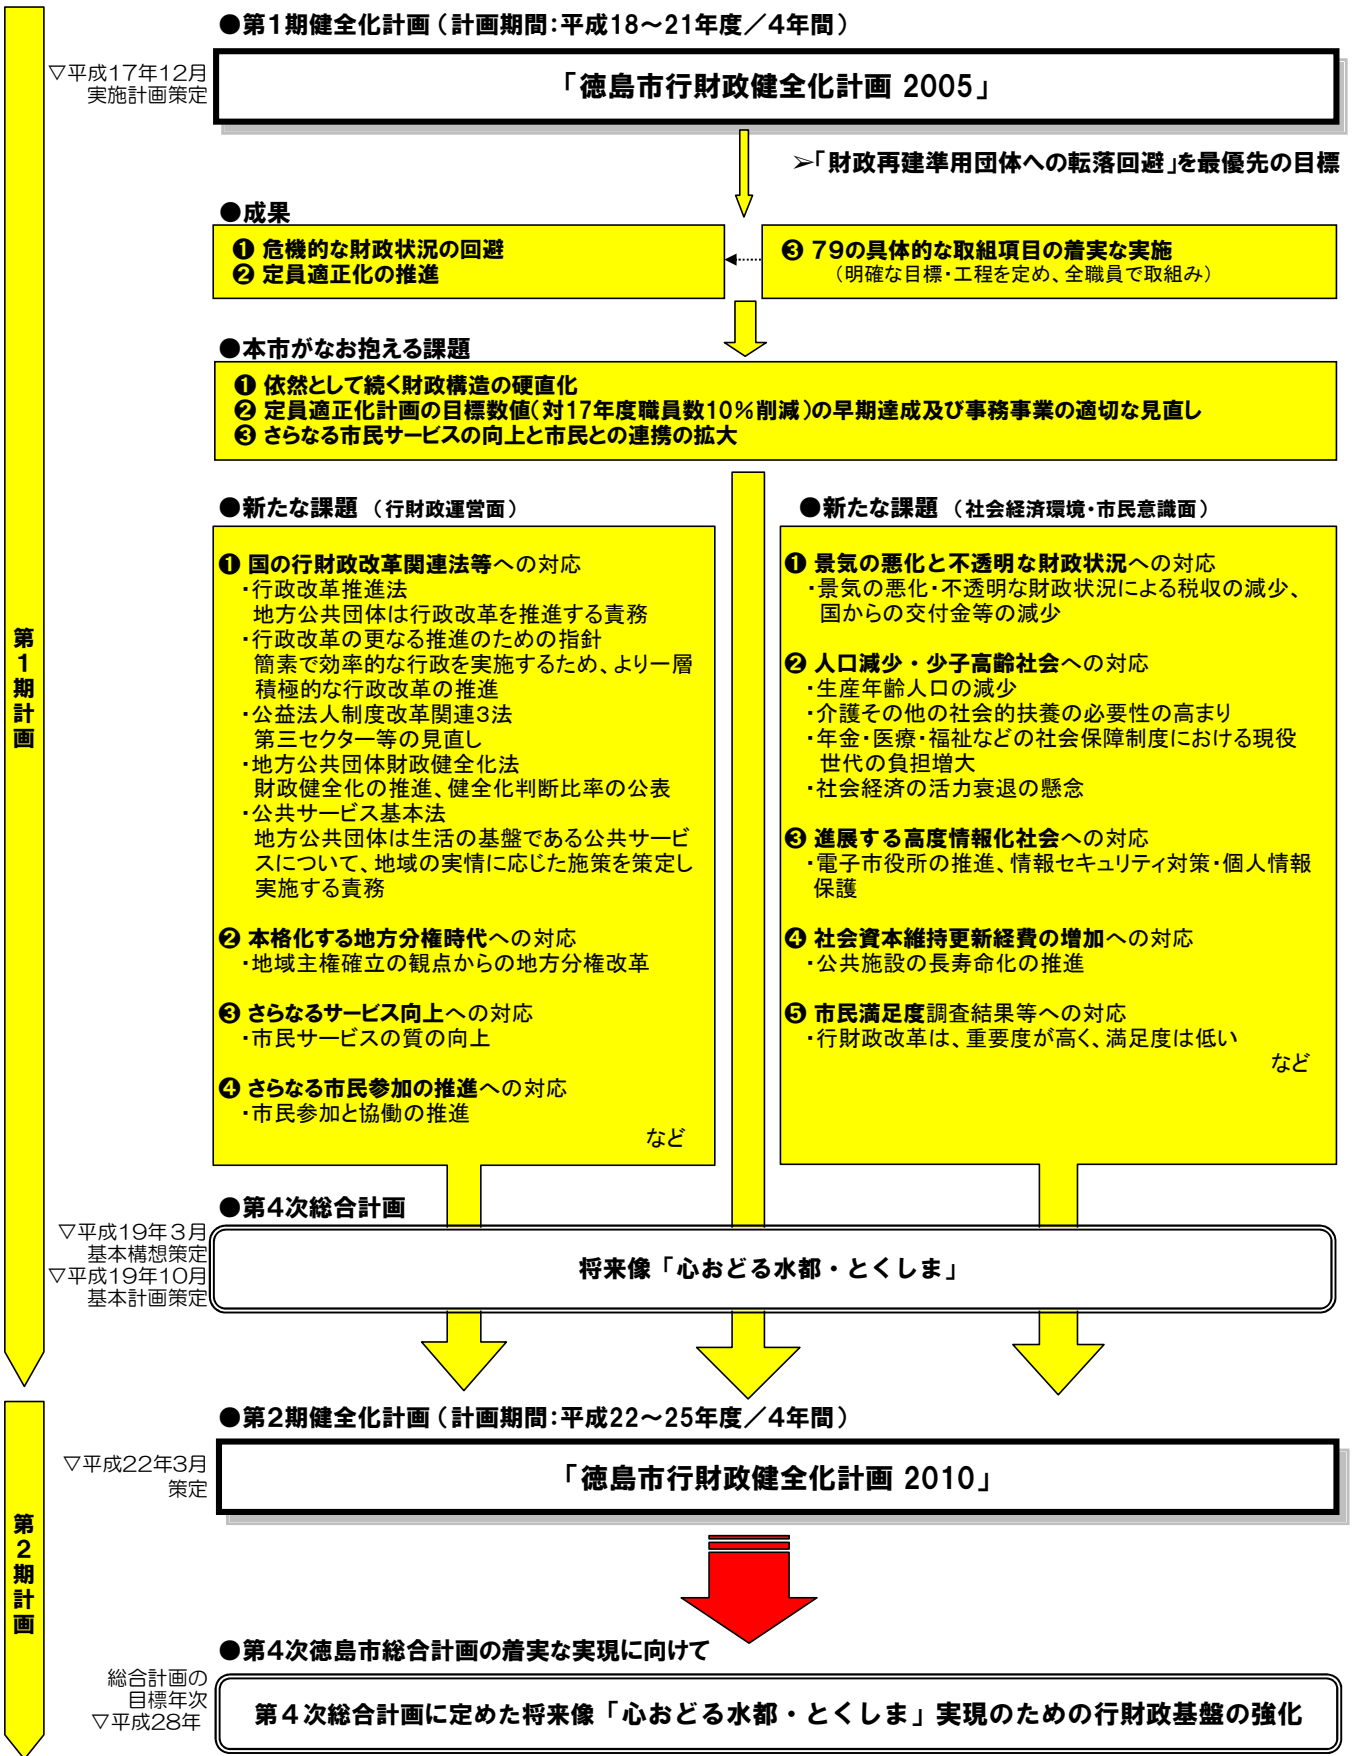 ●第1期健全化計画（計画期間：平成18～21年度／4年間）
▽平成17年12月
実施計画策定
「徳島市行財政健全化計画 2005」
➢「財政再建準用団体への転落回避」を最優先の目標
●成果
❶ 危機的な財政状況の回避
❷ 定員適正化の推進
❸ 79の具体的な取組項目の着実な実施
（明確な目標・工程を定め、全職員で取組み）
●本市がなお抱える課題
❶ 依然として続く財政構造の硬直化
❷ 定員適正化計画の目標数値（対17年度職員数10％削減）の早期達成及び事務事業の適切な見直し
❸ さらなる市民サービスの向上と市民との連携の拡大
●新たな課題（行財政運営面）
❶ 国の行財政改革関連法等への対応
・行政改革推進法
地方公共団体は行政改革を推進する責務
・行政改革の更なる推進のための指針
簡素で効率的な行政を実施するため、より一層
積極的な行政改革の推進
・公益法人制度改革関連3法
第三セクター等の見直し
・地方公共団体財政健全化法
財政健全化の推進、健全化判断比率の公表
・公共サービス基本法
地方公共団体は生活の基盤である公共サービ
スについて、地域の実情に応じた施策を策定し
実施する責務
❷ 本格化する地方分権時代への対応
・地域主権確立の観点からの地方分権改革
❸ さらなるサービス向上への対応
・市民サービスの質の向上
❹ さらなる市民参加の推進への対応
・市民参加と協働の推進
など
●新たな課題（社会経済環境・市民意識面）
❶ 景気の悪化と不透明な財政状況への対応
・景気の悪化・不透明な財政状況による税収の減少、
国からの交付金等の減少
❷ 人口減少・少子高齢社会への対応
・生産年齢人口の減少
・介護その他の社会的扶養の必要性の高まり
・年金・医療・福祉などの社会保障制度における現役
世代の負担増大
・社会経済の活力衰退の懸念
❸ 進展する高度情報化社会への対応
・電子市役所の推進、情報セキュリティ対策・個人情報
保護
❹ 社会資本維持更新経費の増加への対応
・公共施設の長寿命化の推進
❺ 市民満足度調査結果等への対応
・行財政改革は、重要度が高く、満足度は低い
など
第1期計画
●第4次総合計画
▽平成19年3月
基本構想策定
▽平成19年10月
基本計画策定
将来像「心おどる水都・とくしま」
●第2期健全化計画（計画期間：平成22～25年度／4年間）
▽平成22年3月
策定
「徳島市行財政健全化計画 2010」
第2期計画
●第4次徳島市総合計画の着実な実現に向けて
総合計画の
目標年次
▽平成28年
第4次総合計画に定めた将来像「心おどる水都・とくしま」実現のための行財政基盤の強化